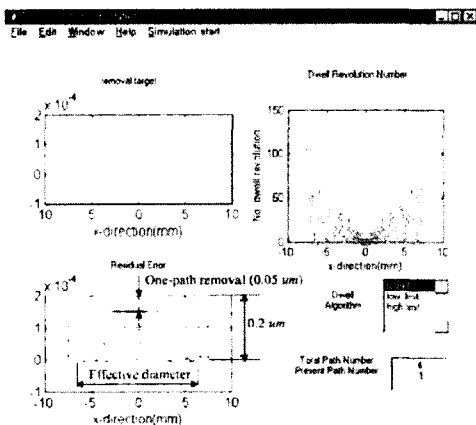 File Edit Window Help Simulation start
removal target
x 10^-4
2
1
0
-1
-10 -5 0 5 10
x-direction(mm)
Dwell Revolution Number
150
100
50
0
No. dwell revolution
-10 -5 0 5 10
x-direction(mm)
Residual Error
x 10^-4
One-path removal (0.05 um)
2
1
0
-1
0.2 um
Effective diameter
-10 -5 0 5 10
x-direction(mm)
Dwell
Algorithm
low first
high first
Total Path Number
4
Present Path Number
1